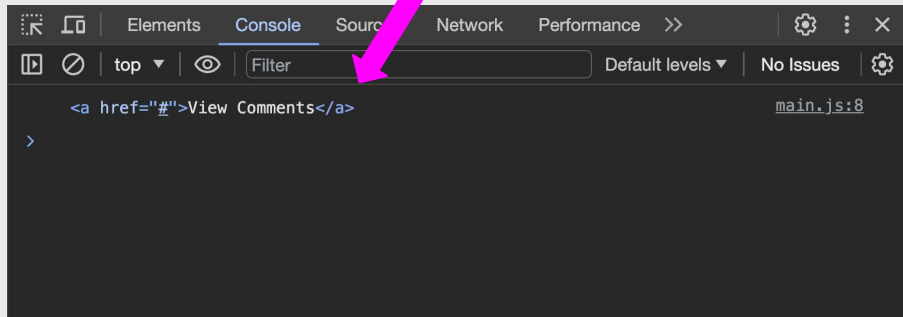 Elements Console Sourc Network Performance
top Filter Default levels No Issues
<a href="#">View Comments</a> main.js:8